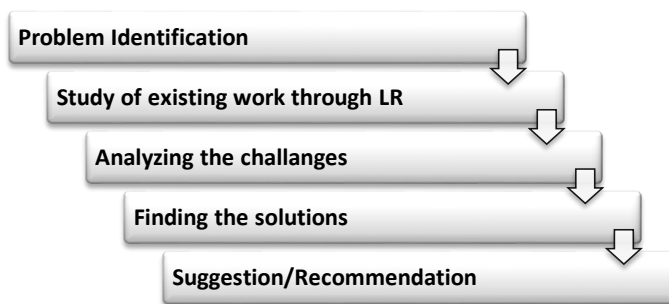 Problem Identification
Study of existing work through LR
Analyzing the challanges
Finding the solutions
Suggestion/Recommendation